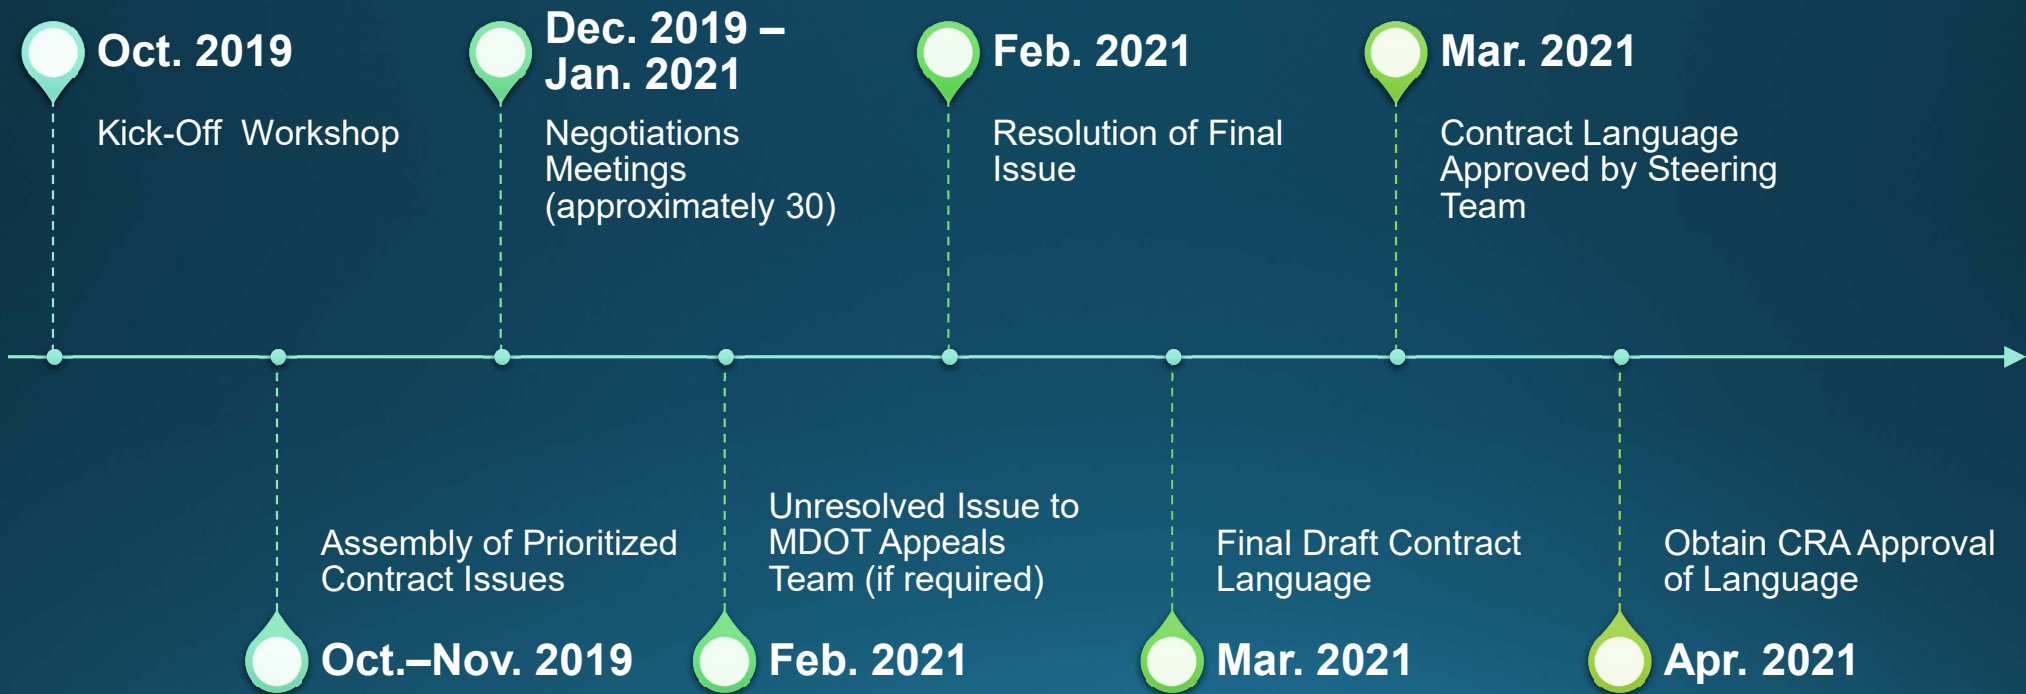 Oct. 2019
Kick-Off  Workshop
Dec. 2019 –
Jan. 2021
Negotiations
Meetings
(approximately 30)
Feb. 2021
Resolution of Final
Issue
Mar. 2021
Contract Language
Approved by Steering
Team
Assembly of Prioritized
Contract Issues
Oct.–Nov. 2019
Unresolved Issue to
MDOT Appeals
Team (if required)
Feb. 2021
Final Draft Contract
Language
Mar. 2021
Obtain CRA Approval
of Language
Apr. 2021